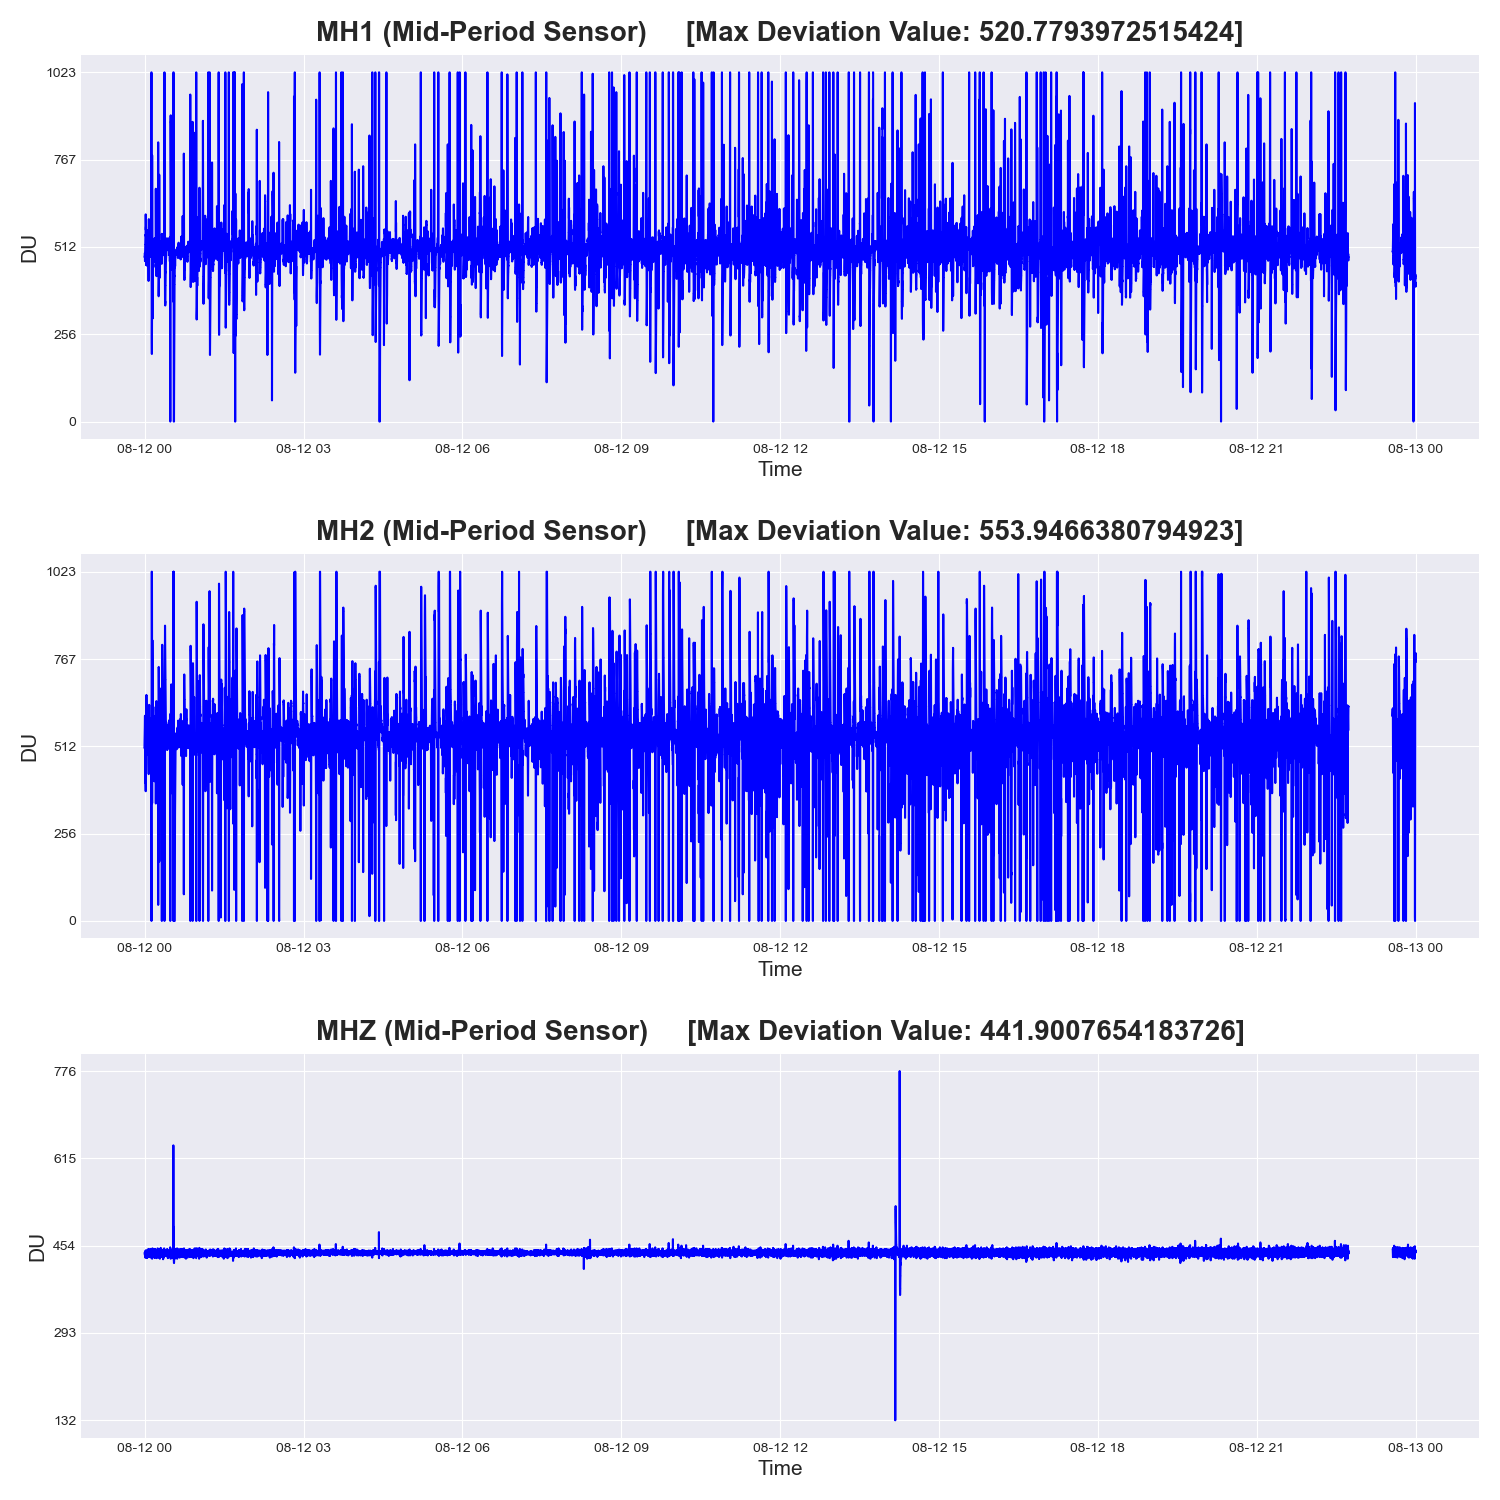 MH1 (Mid-Period Sensor) [Max Deviation Value: 520.7793972515424]
1023
767
512
256
0
DU
08-12 00 08-12 03 08-12 06 08-12 09 08-12 12 08-12 15 08-12 18 08-12 21 08-13 00
Time
MH2 (Mid-Period Sensor) [Max Deviation Value: 553.9466380794923]
1023
767
512
256
0
DU
08-12 00 08-12 03 08-12 06 08-12 09 08-12 12 08-12 15 08-12 18 08-12 21 08-13 00
Time
MHZ (Mid-Period Sensor) [Max Deviation Value: 441.9007654183726]
776
615
454
293
132
DU
08-12 00 08-12 03 08-12 06 08-12 09 08-12 12 08-12 15 08-12 18 08-12 21 08-13 00
Time